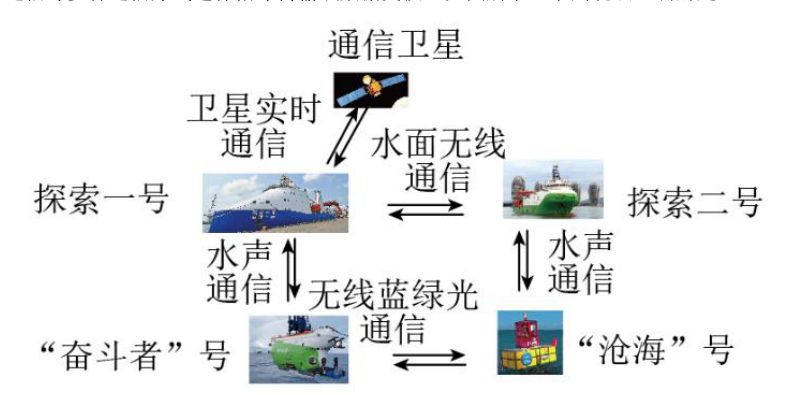 通信卫星
卫星实时
通信
水面无线
通信
探索一号
探索二号
水声
通信
水声
通信
无线蓝绿光
通信
“奋斗者”号
“沧海”号